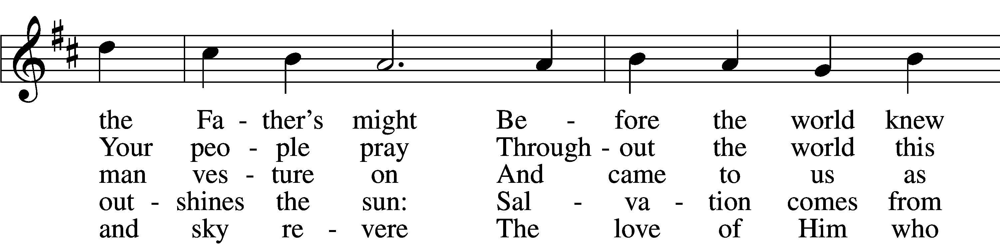 the Fa - ther’s might Be - fore the world knew
Your peo - ple pray Through - out the world this
man ves - ture on And came to us as
out - shines the sun: Sal - va - tion comes from
and sky re - vere The love of Him who